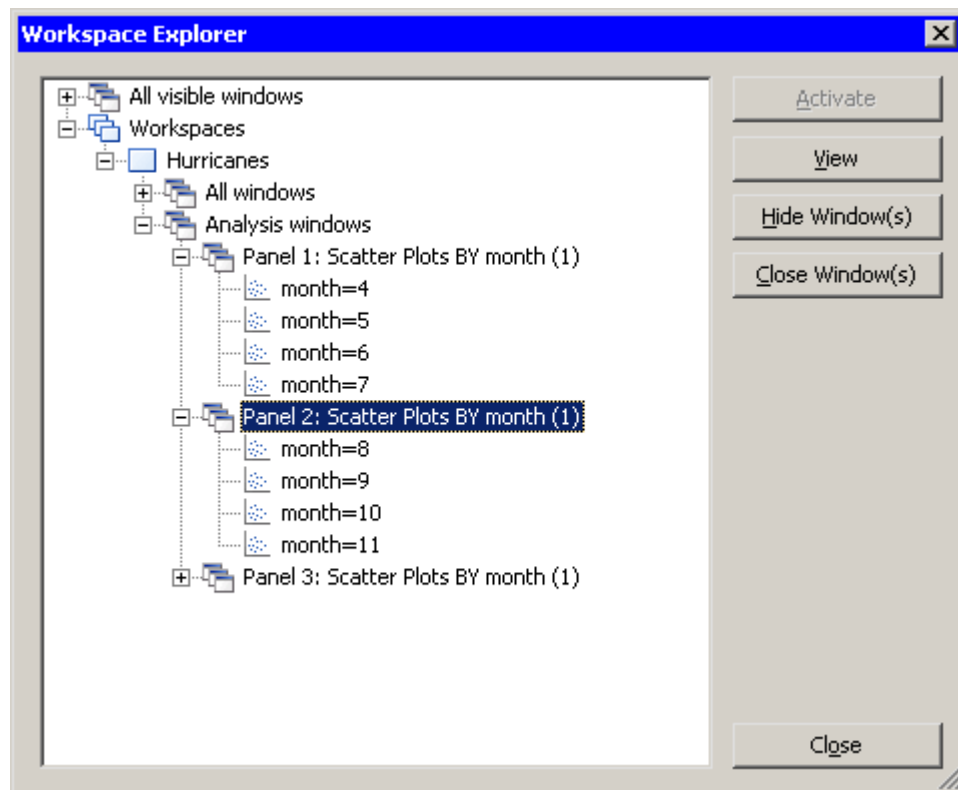 Workspace Explorer
All visible windows
Workspaces
Hurricanes
All windows
Analysis windows
Panel 1: Scatter Plots BY month (1)
month=4
month=5
month=6
month=7
Panel 2: Scatter Plots BY month (1)
month=8
month=9
month=10
month=11
Panel 3: Scatter Plots BY month (1)
Activate
View
Hide Window(s)
Close Window(s)
Close